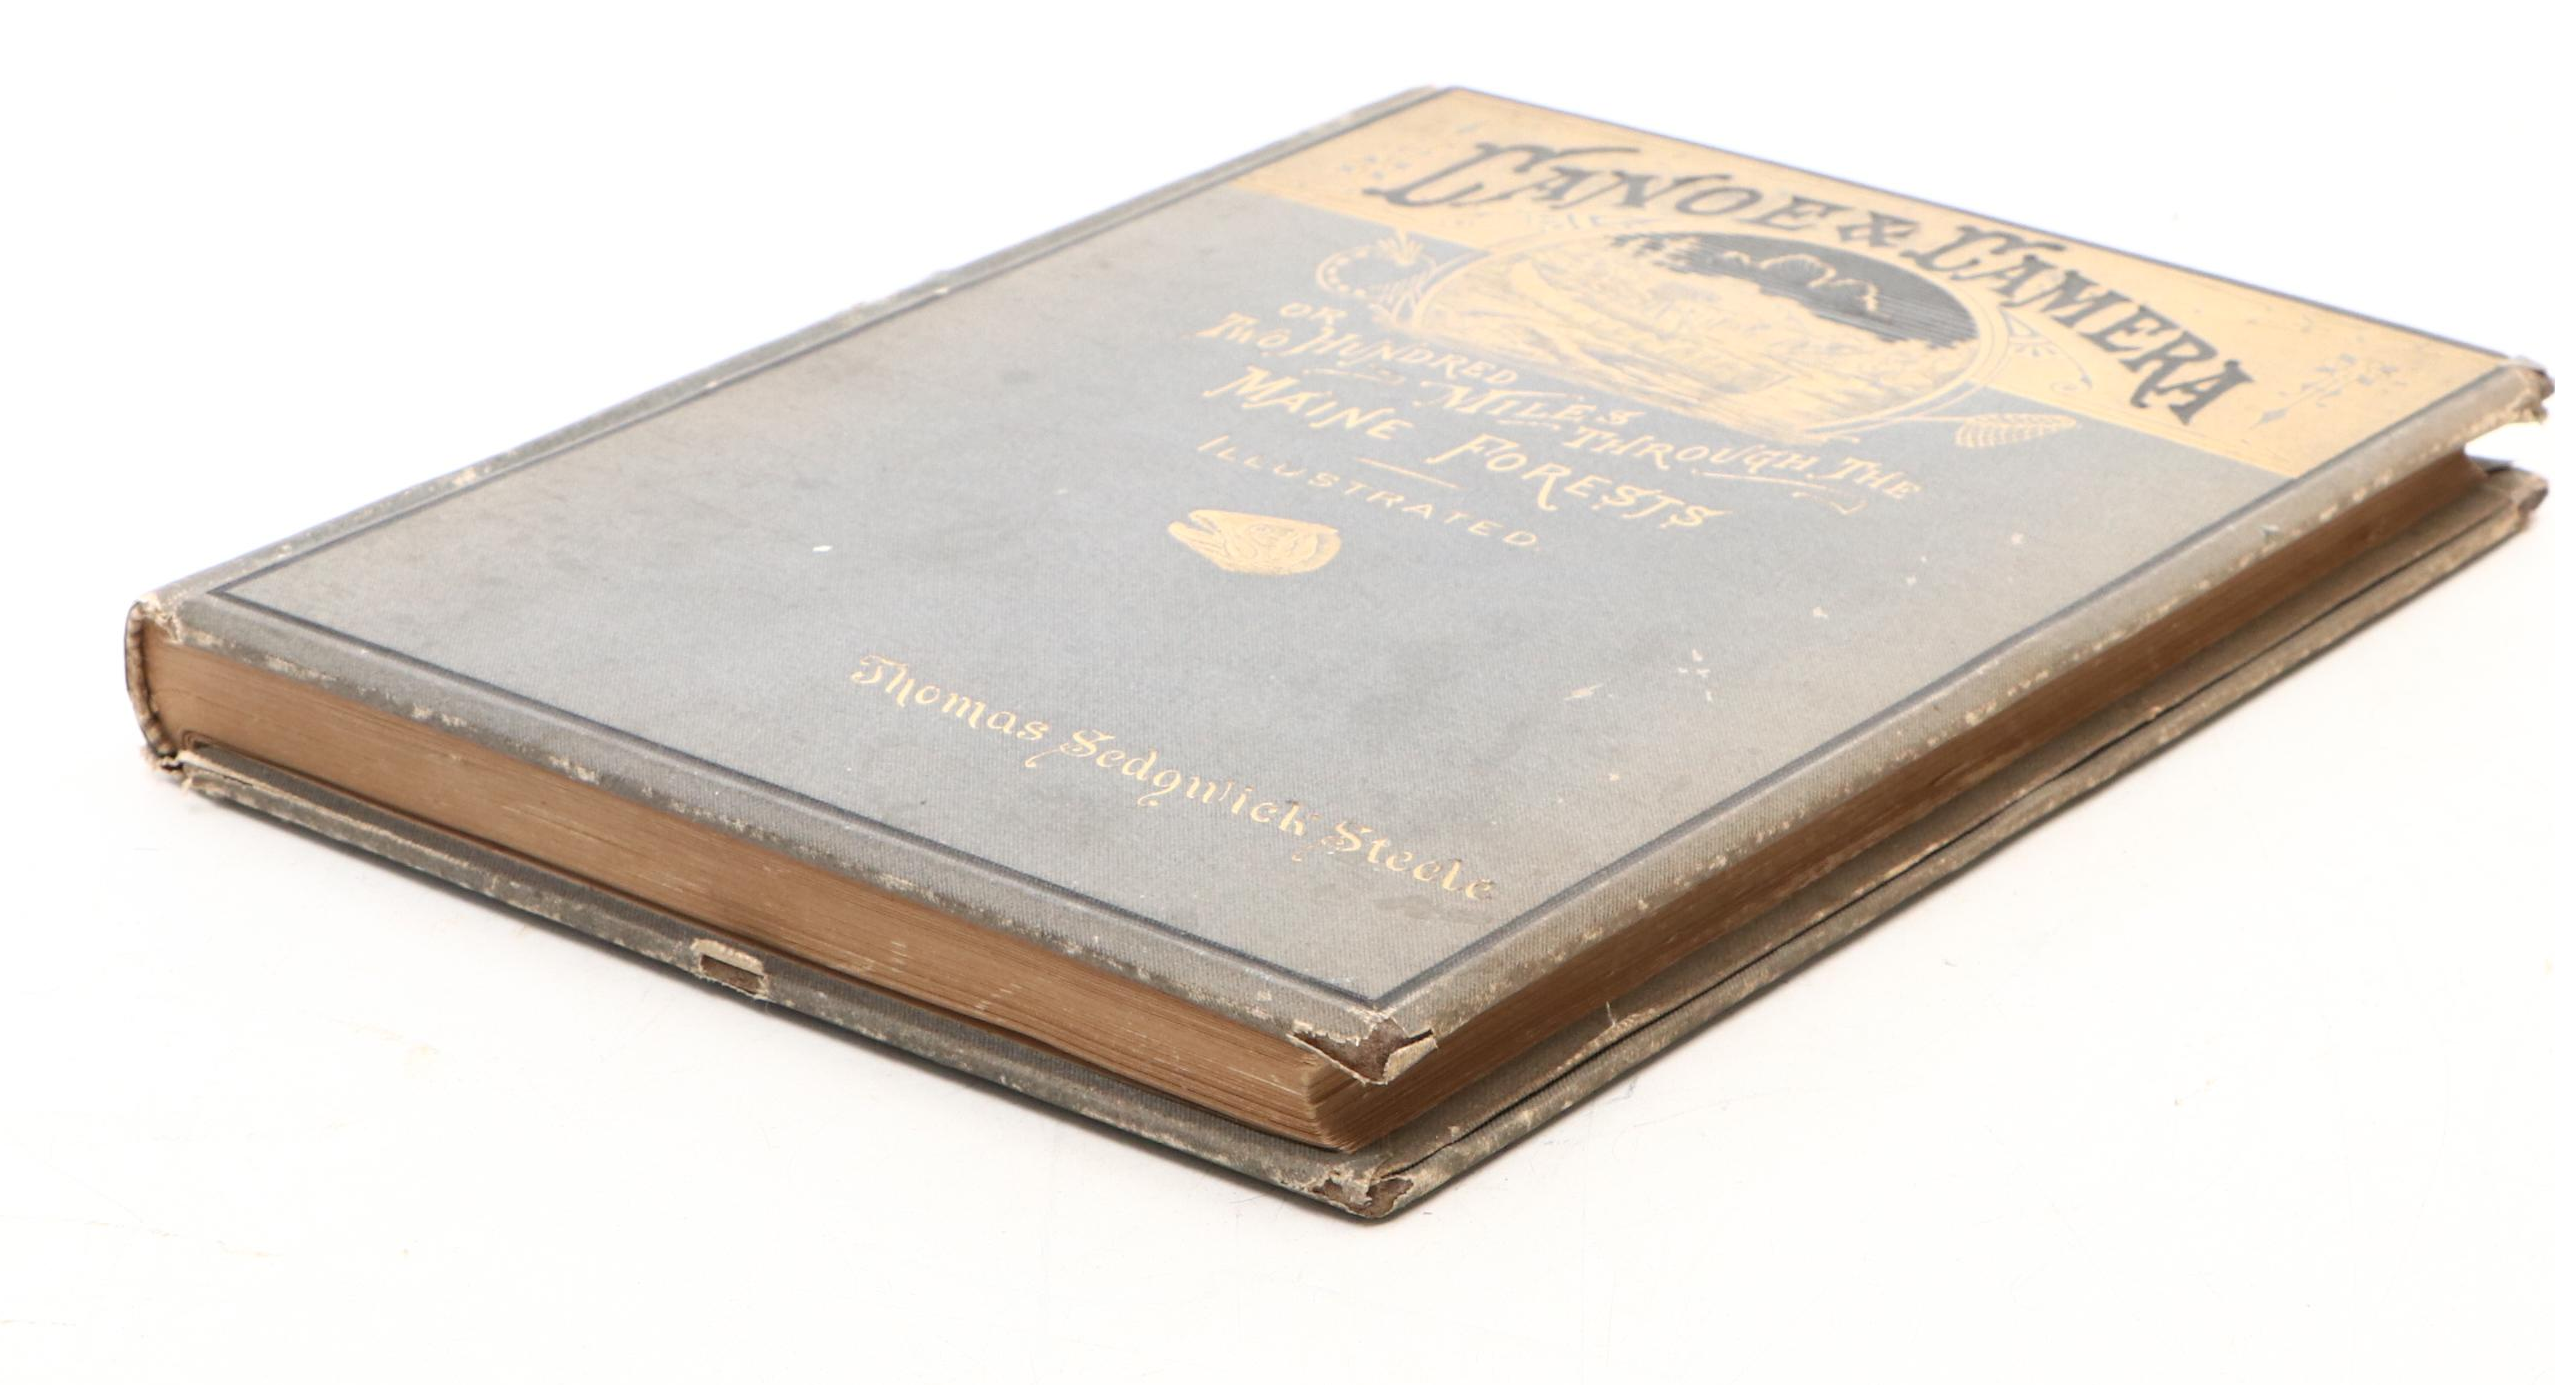 CANOE & CAMERA
OR
TWO HUNDRED MILES THROUGH THE
MAINE FORESTS
ILLUSTRATED.
Thomas Sedgwick Steele